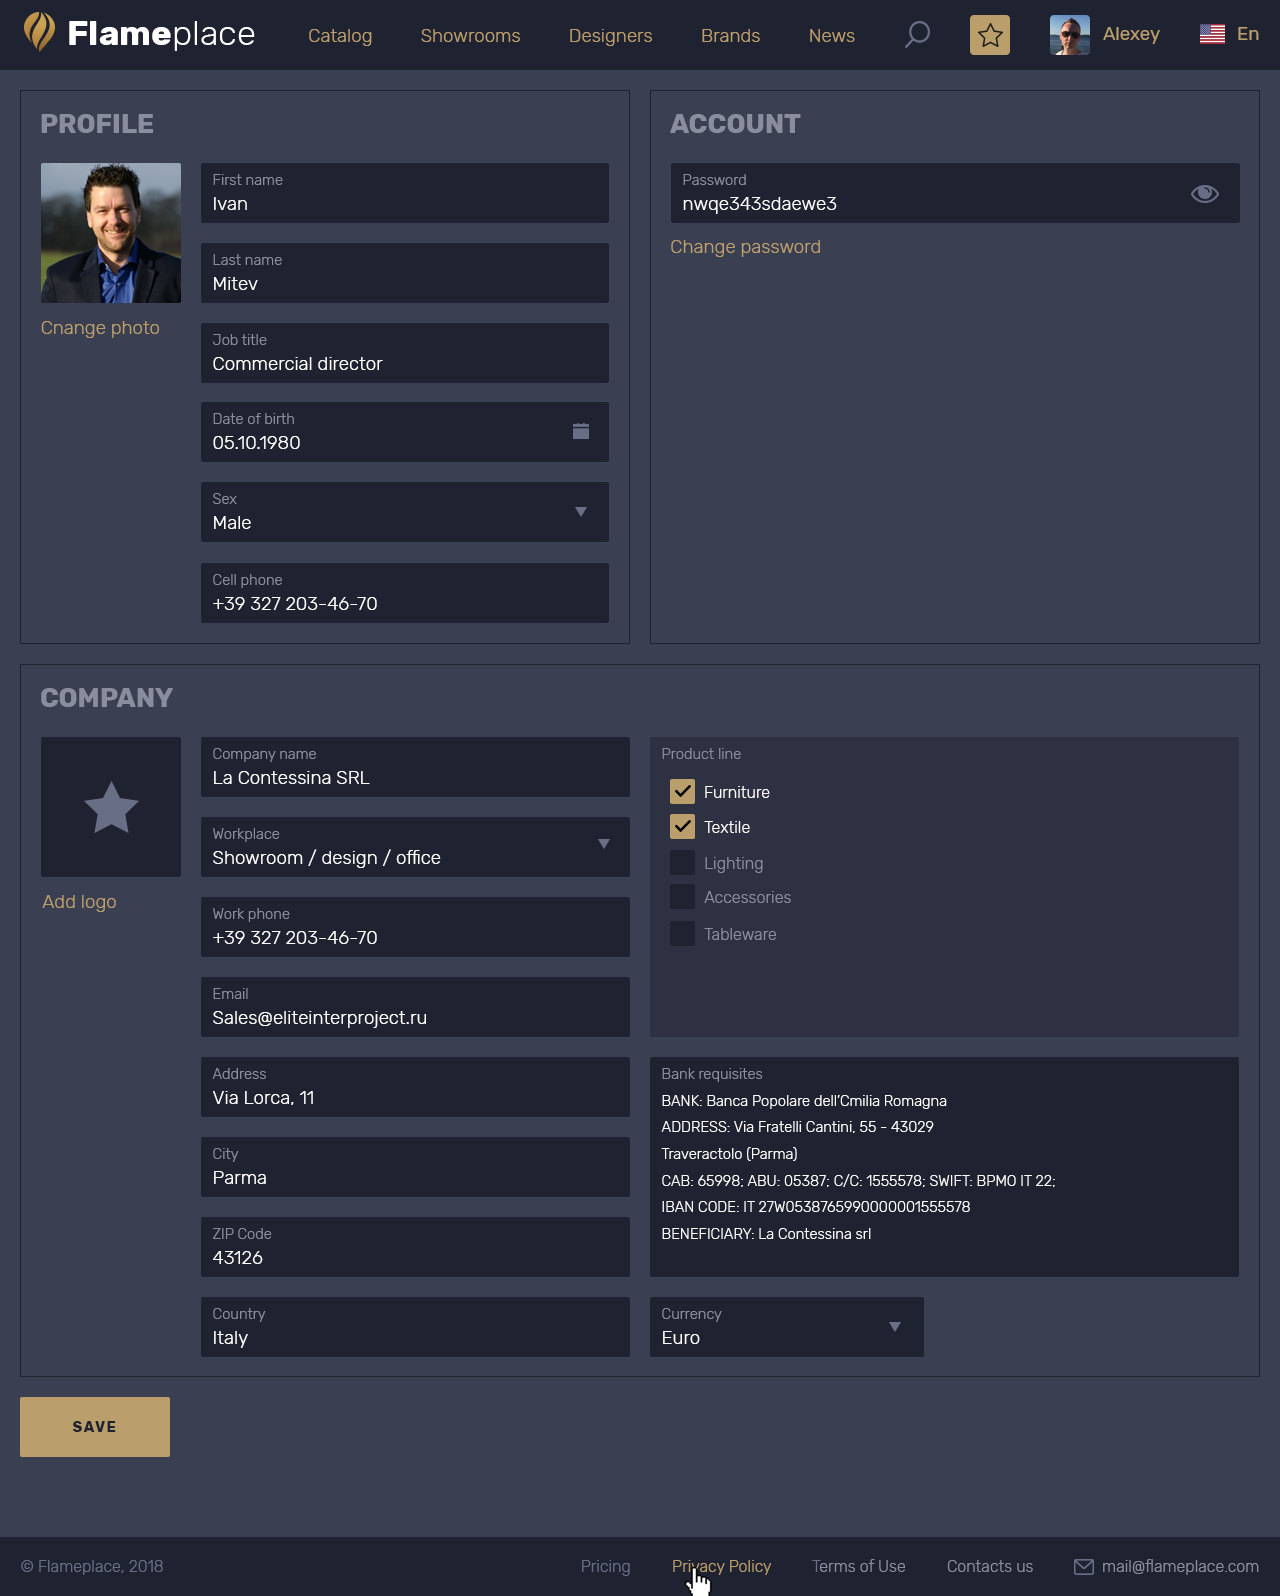 Flameplace Catalog Showrooms Designers Brands News Alexey En
PROFILE
First name
Ivan
Last name
Mitev
Cnange photo
Job title
Commercial director
Date of birth
05.10.1980
Sex
Male
Cell phone
+39 327 203-46-70
ACCOUNT
Password
nwqe343sdaewe3
Change password
COMPANY
Company name
La Contessina SRL
Workplace
Showroom / design / office
Add logo
Work phone
+39 327 203-46-70
Email
Sales@eliteinterproject.ru
Address
Via Lorca, 11
City
Parma
ZIP Code
43126
Country
Italy
Product line
Furniture
Textile
Lighting
Accessories
Tableware
Bank requisites
BANK: Banca Popolare dell'Cmilia Romagna
ADDRESS: Via Fratelli Cantini, 55 - 43029
Traveractolo (Parma)
CAB: 65998; ABU: 05387; C/C: 1555578; SWIFT: BPMO IT 22;
IBAN CODE: IT 27W0538765990000001555578
BENEFICIARY: La Contessina srl
Currency
Euro
SAVE
© Flameplace, 2018 Pricing Privacy Policy Terms of Use Contacts us mail@flameplace.com